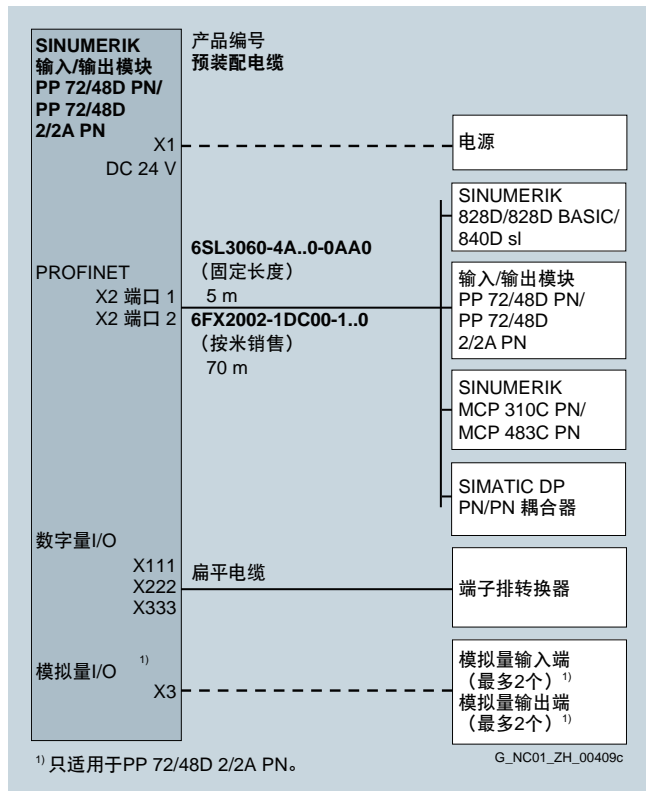 SINUMERIK
输入/输出模块
PP 72/48D PN/
PP 72/48D
2/2A PN
产品编号
预装配电缆
X1
DC 24 V
电源
PROFINET
X2 端口 1
X2 端口 2
6SL3060-4A..0-0AA0
（固定长度）
5 m
6FX2002-1DC00-1..0
（按米销售）
70 m
SINUMERIK
828D/828D BASIC/
840D sl
输入/输出模块
PP 72/48D PN/
PP 72/48D
2/2A PN
SINUMERIK
MCP 310C PN/
MCP 483C PN
SIMATIC DP
PN/PN 耦合器
数字量I/O
X111
X222
X333
扁平电缆
端子排转换器
模拟量I/O 1)
X3
模拟量输入端
（最多2个）1)
模拟量输出端
（最多2个）1)
1) 只适用于PP 72/48D 2/2A PN。
G_NC01_ZH_00409c